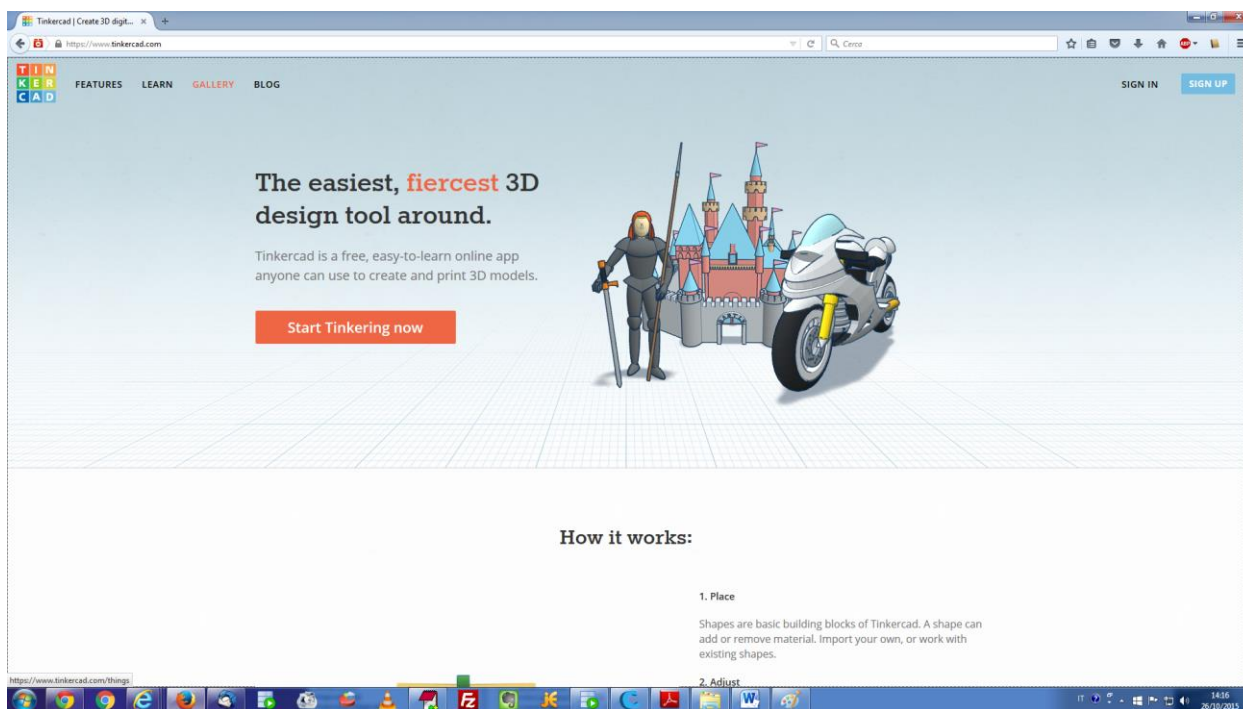 Tinkercad | Create 3D digit...
https://www.tinkercad.com
Cerca
ABP
TIN
KER
CAD
FEATURES LEARN GALLERY BLOG
SIGN IN SIGN UP
The easiest, fiercest 3D
design tool around.
Tinkercad is a free, easy-to-learn online app
anyone can use to create and print 3D models.
Start Tinkering now
How it works:
1. Place
Shapes are basic building blocks of Tinkercad. A shape can
add or remove material. Import your own, or work with
existing shapes.
2. Adjust
https://www.tinkercad.com/things
IT
14:16
26/10/2015